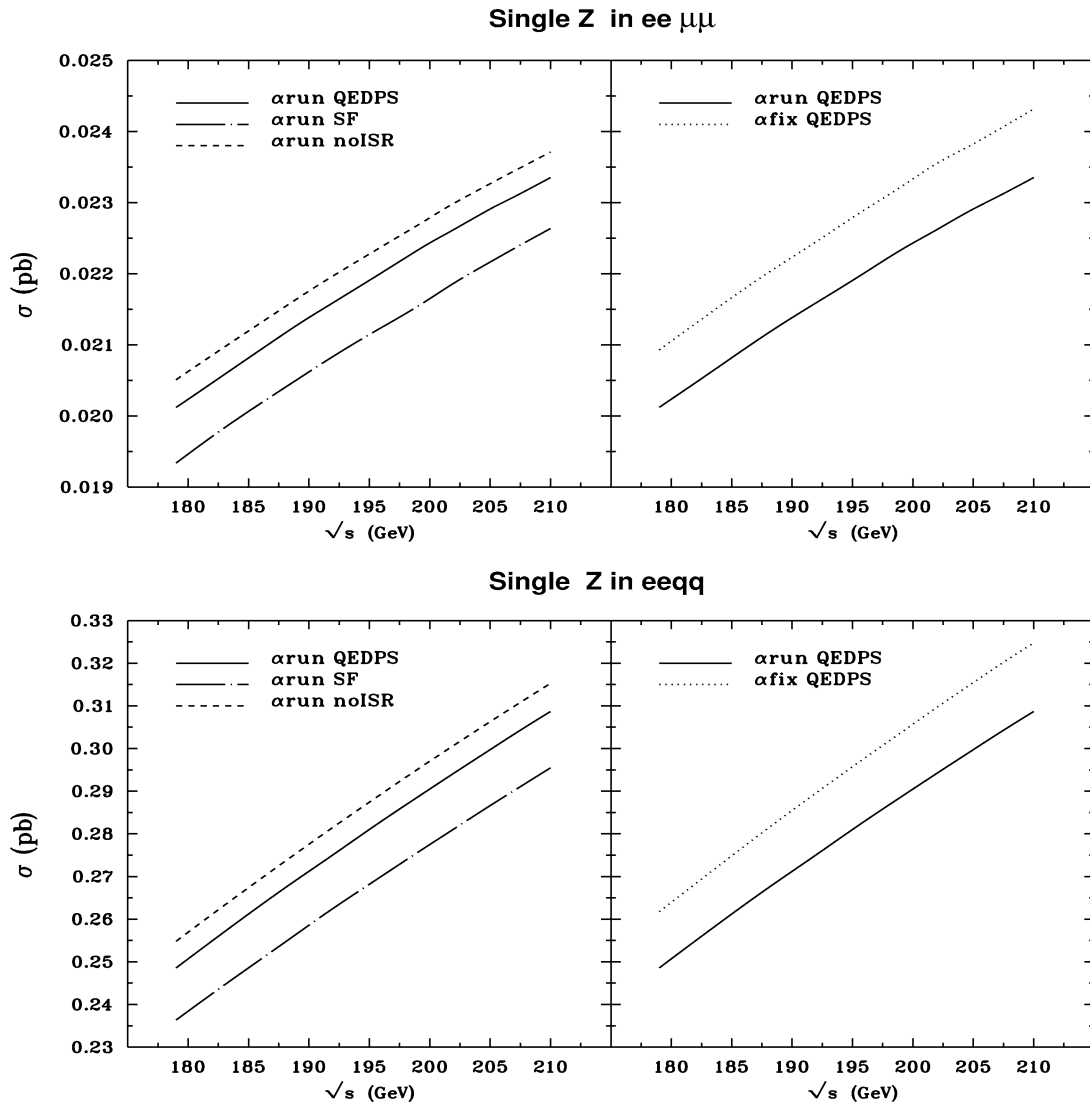 Single Z in ee μμ
0.025
0.024
0.023
0.022
0.021
0.020
0.019
σ (pb)
αrun QEDPS
αrun SF
αrun noISR
αrun QEDPS
αfix QEDPS
180 185 190 195 200 205 210
180 185 190 195 200 205 210
√s (GeV)
√s (GeV)
Single Z in eeqq
0.33
0.32
0.31
0.30
0.29
0.28
0.27
0.26
0.25
0.24
0.23
σ (pb)
αrun QEDPS
αrun SF
αrun noISR
αrun QEDPS
αfix QEDPS
180 185 190 195 200 205 210
180 185 190 195 200 205 210
√s (GeV)
√s (GeV)